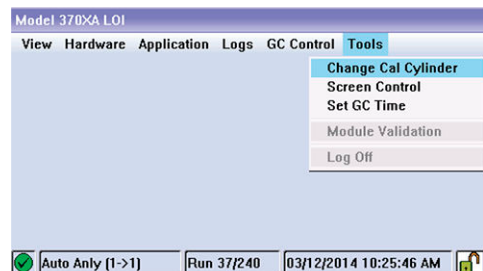 Model 370XA LOI
View Hardware Application Logs GC Control Tools
Change Cal Cylinder
Screen Control
Set GC Time
Module Validation
Log Off
Auto Anly (1->1) Run 37/240 03/12/2014 10:25:46 AM